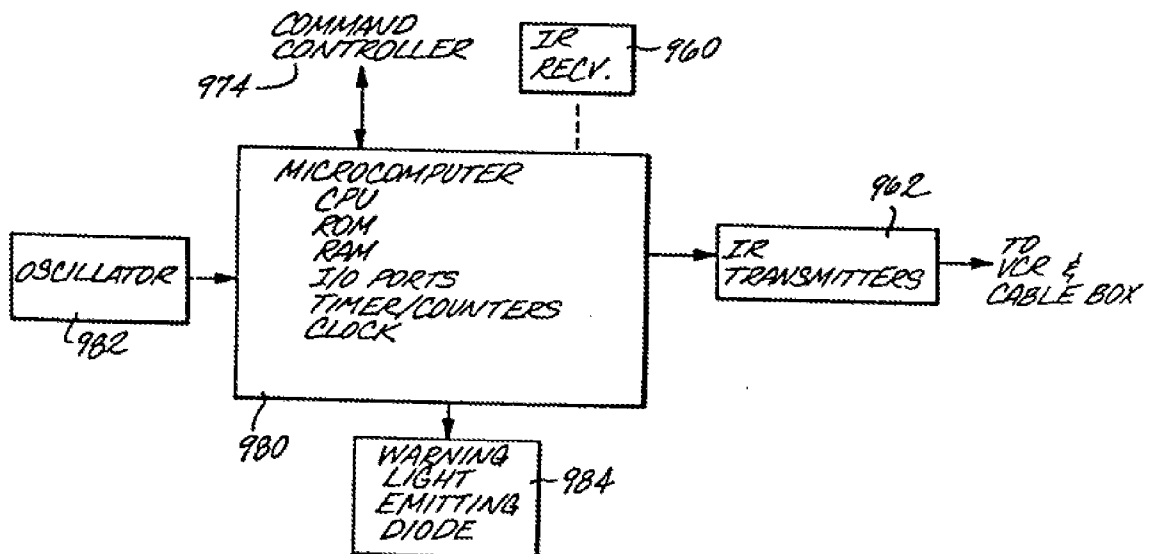 COMMAND
CONTROLLER
974
IR
RECV.
960
MICROCOMPUTER
CPU
ROM
RAM
I/O PORTS
TIMER/COUNTERS
CLOCK
980
OSCILLATOR
982
962
IR
TRANSMITTERS
TO
VCR &
CABLE BOX
WARNING
LIGHT
EMITTING
DIODE
984